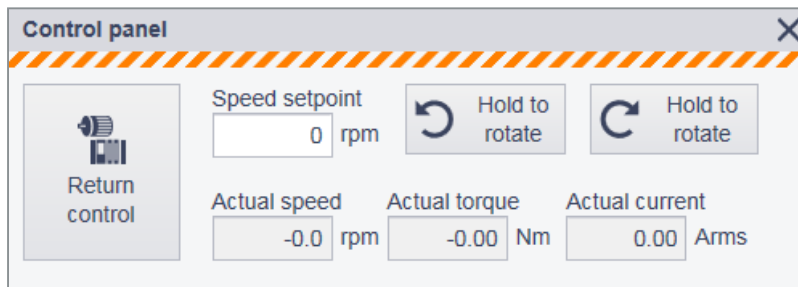 Control panel
Speed setpoint
0 rpm
Hold to
rotate
Hold to
rotate
Return
control
Actual speed
-0.0 rpm
Actual torque
-0.00 Nm
Actual current
0.00 Arms